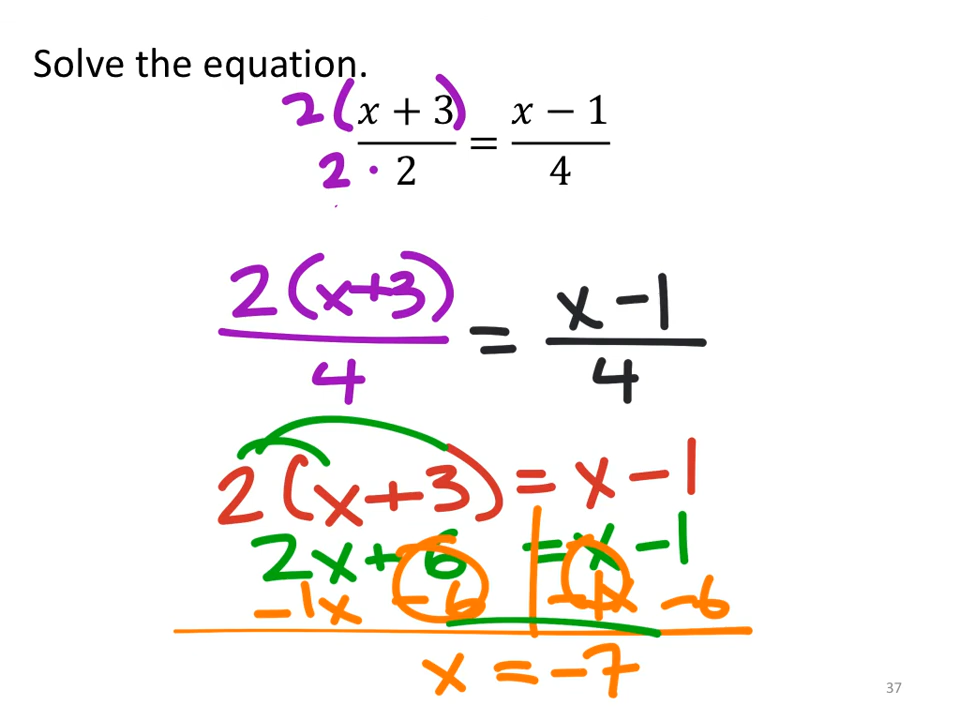 Solve the equation.
2(x + 3) x − 1
=
2 · 2 4
2(x+3) x-1
=
4 4
2(x+3) = x-1
2x+6 = x-1
-1x -6 -1x -6
x = -7
37